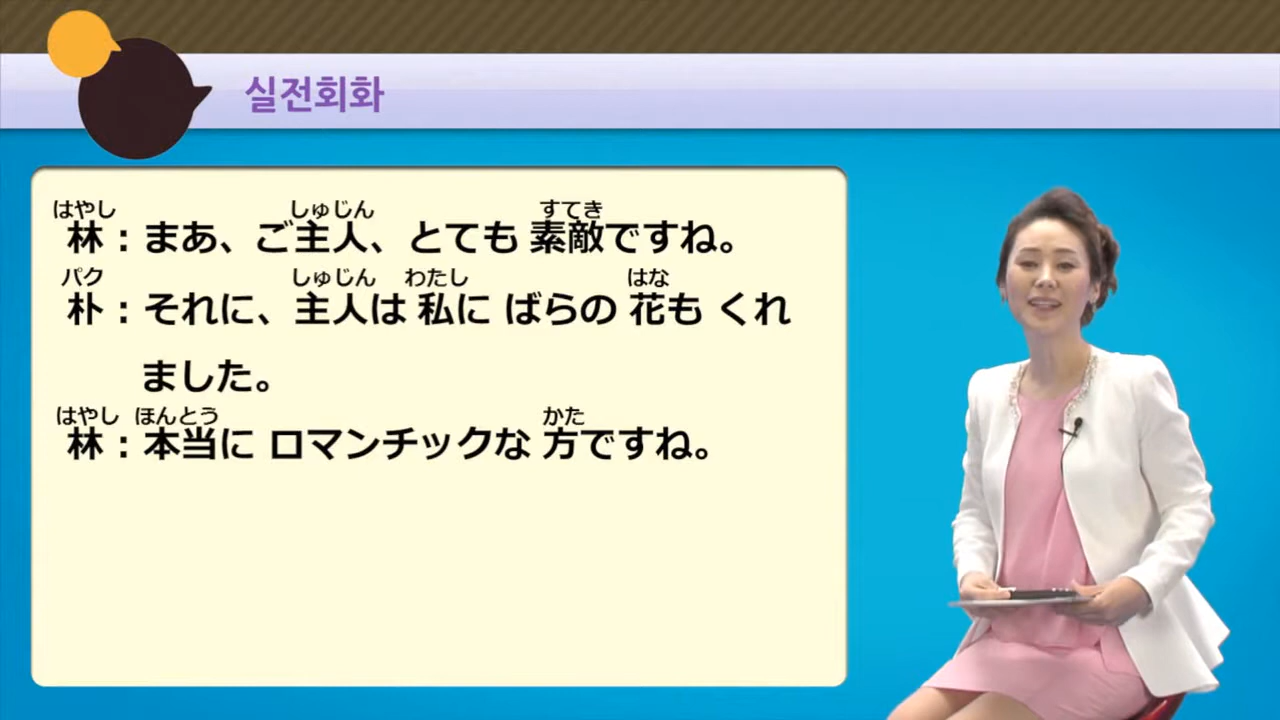 실전회화
はやし しゅじん すてき
林：まあ、ご主人、とても 素敵ですね。
パク しゅじん わたし はな
朴：それに、主人は 私に ばらの 花も くれ
ました。
はやし ほんとう かた
林：本当に ロマンチックな 方ですね。